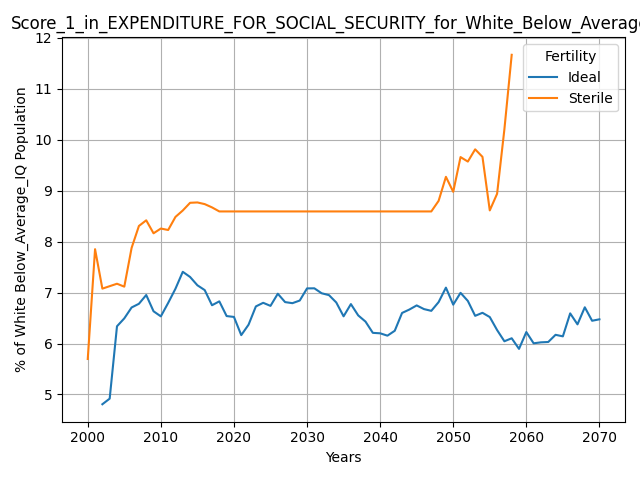 Score_1_in_EXPENDITURE_FOR_SOCIAL_SECURITY_for_White_Below_Average
12
11
10
9
8
7
6
5
% of White Below_Average_IQ Population
Fertility
Ideal
Sterile
2000 2010 2020 2030 2040 2050 2060 2070
Years